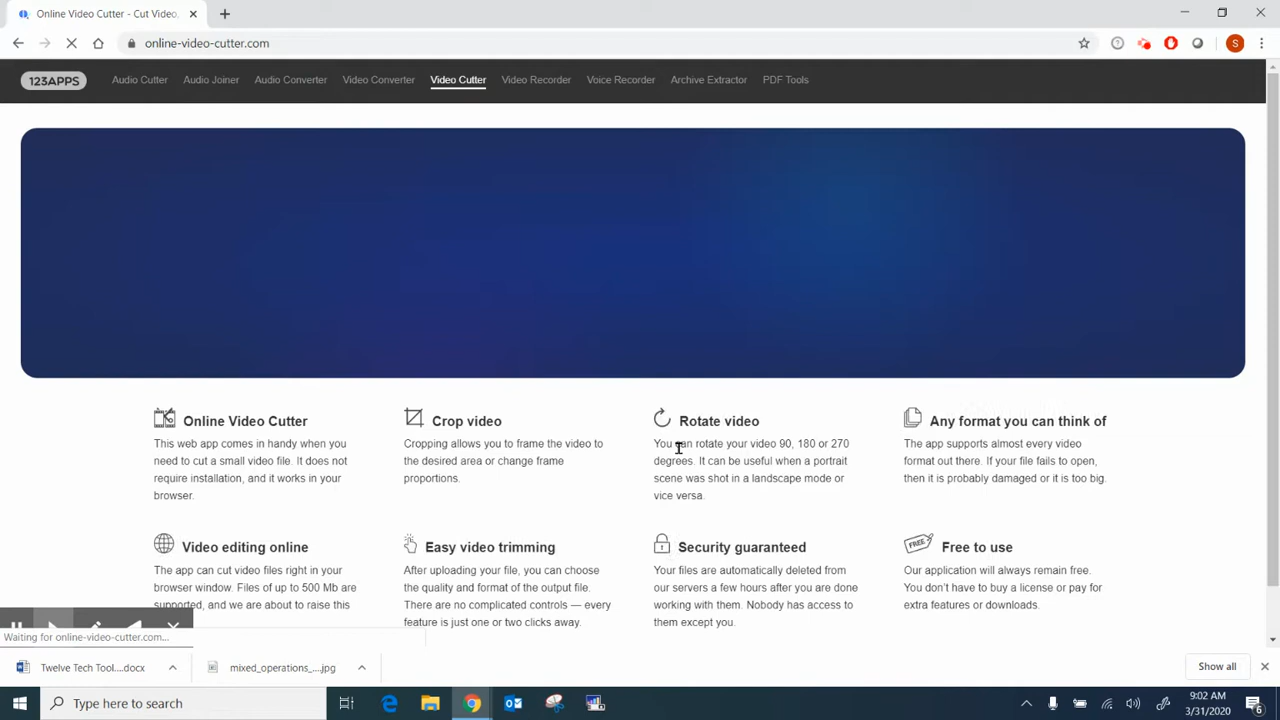 Online Video Cutter - Cut Video,
online-video-cutter.com
S
123APPS Audio Cutter Audio Joiner Audio Converter Video Converter Video Cutter Video Recorder Voice Recorder Archive Extractor PDF Tools
Online Video Cutter
This web app comes in handy when you
need to cut a small video file. It does not
require installation, and it works in your
browser.
Crop video
Cropping allows you to frame the video to
the desired area or change frame
proportions.
Rotate video
You can rotate your video 90, 180 or 270
degrees. It can be useful when a portrait
scene was shot in a landscape mode or
vice versa.
Any format you can think of
The app supports almost every video
format out there. If your file fails to open,
then it is probably damaged or it is too big.
Video editing online
The app can cut video files right in your
browser window. Files of up to 500 Mb are
supported, and we are about to raise this
Easy video trimming
After uploading your file, you can choose
the quality and format of the output file.
There are no complicated controls — every
feature is just one or two clicks away.
Security guaranteed
Your files are automatically deleted from
our servers a few hours after you are done
working with them. Nobody has access to
them except you.
FREE
Free to use
Our application will always remain free.
You don't have to buy a license or pay for
extra features or downloads.
Waiting for online-video-cutter.com...
Twelve Tech Tool....docx
mixed_operations_....jpg
Show all
Type here to search
9:02 AM
3/31/2020
6